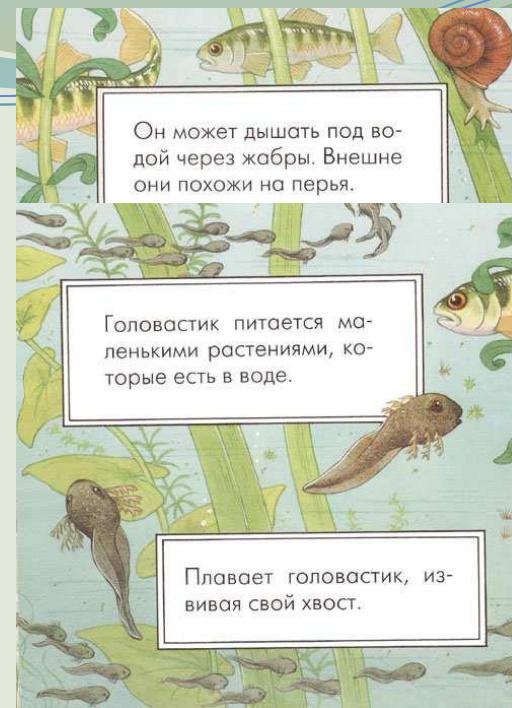 Он может дышать под во-
дой через жабры. Внешне
они похожи на перья.
Головастик питается ма-
ленькими растениями, ко-
торые есть в воде.
Плавает головастик, из-
вивая свой хвост.